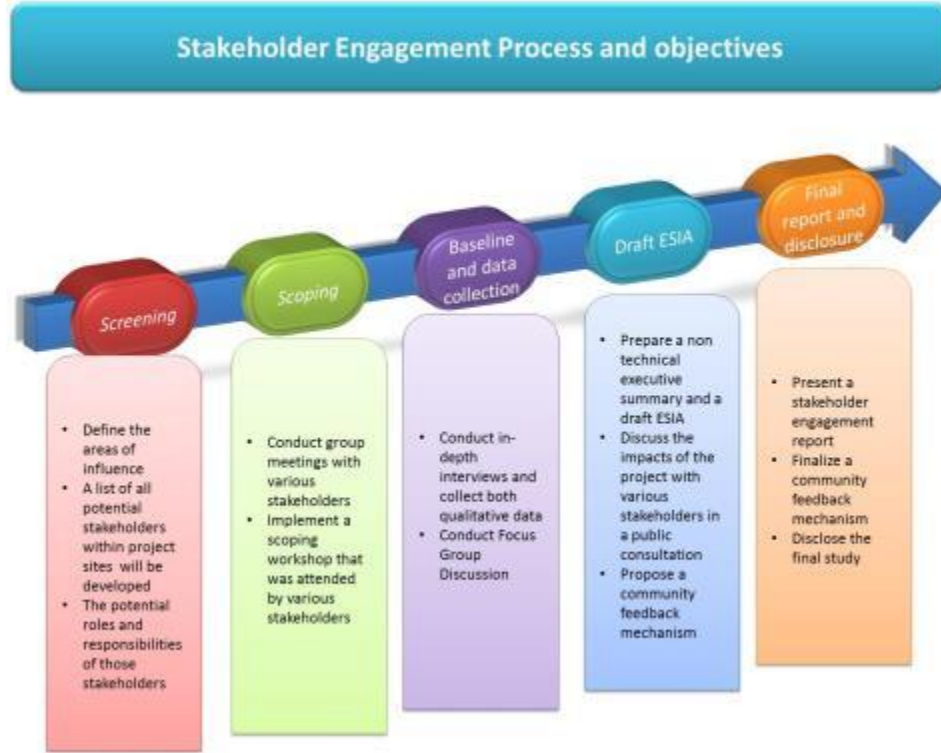 Stakeholder Engagement Process and objectives
Screening
Scoping
Baseline
and data
collection
Draft ESIA
Final
report and
disclosure
• Define the
areas of
influence
• A list of all
potential
stakeholders
within project
sites will be
developed
• The potential
roles and
responsibilities
of those
stakeholders
• Conduct group
meetings with
various
stakeholders
• Implement a
scoping
workshop that
was attended
by various
stakeholders
• Conduct in-
depth
interviews and
collect both
qualitative data
• Conduct Focus
Group
Discussion
• Prepare a non
technical
executive
summary and a
draft ESIA
• Discuss the
impacts of the
project with
various
stakeholders in
a public
consultation
• Propose a
community
feedback
mechanism
• Present a
stakeholder
engagement
report
• Finalize a
community
feedback
mechanism
• Disclose the
final study